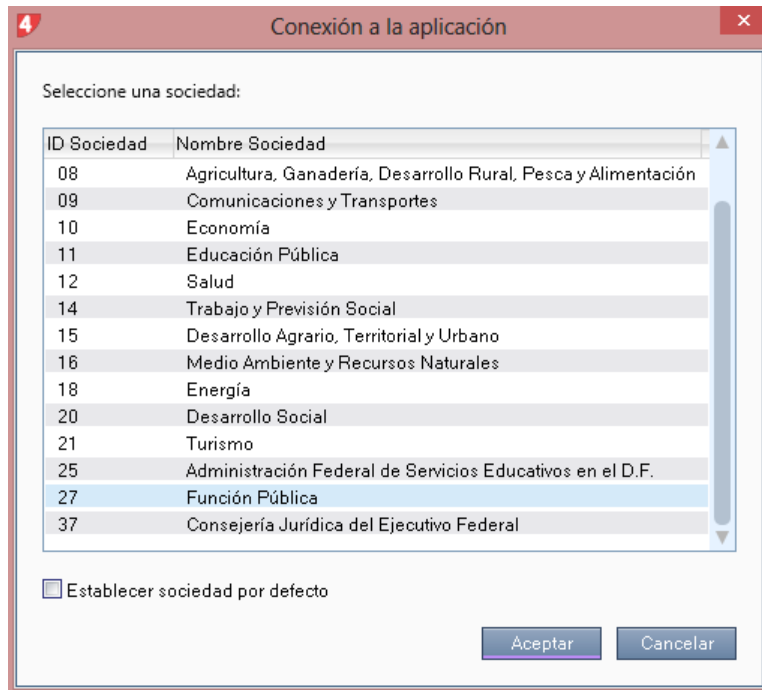 4 Conexión a la aplicación ×
Seleccione una sociedad:
ID Sociedad Nombre Sociedad
08 Agricultura, Ganadería, Desarrollo Rural, Pesca y Alimentación
09 Comunicaciones y Transportes
10 Economía
11 Educación Pública
12 Salud
14 Trabajo y Previsión Social
15 Desarrollo Agrario, Territorial y Urbano
16 Medio Ambiente y Recursos Naturales
18 Energía
20 Desarrollo Social
21 Turismo
25 Administración Federal de Servicios Educativos en el D.F.
27 Función Pública
37 Consejería Jurídica del Ejecutivo Federal
Establecer sociedad por defecto
Aceptar Cancelar